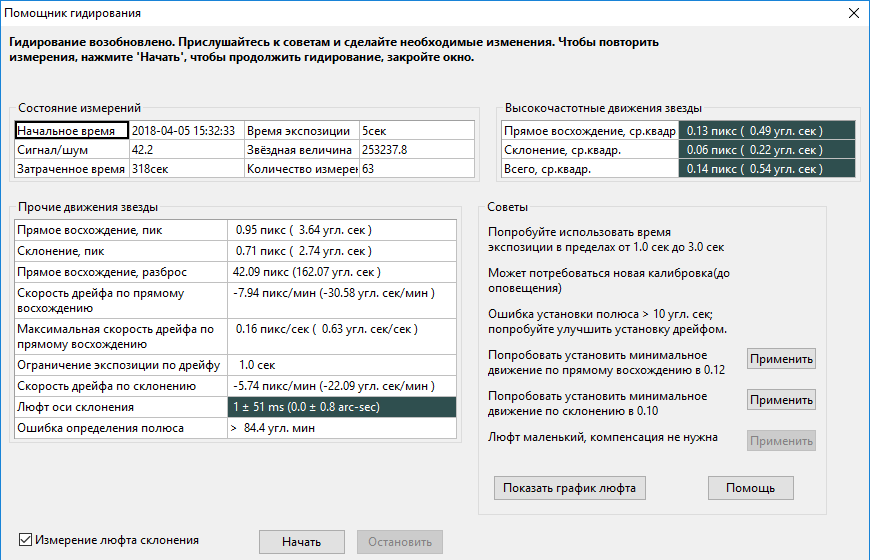 Помощник гидирования
Гидирование возобновлено. Прислушайтесь к советам и сделайте необходимые изменения. Чтобы повторить
измерения, нажмите 'Начать', чтобы продолжить гидирование, закройте окно.
Состояние измерений
Начальное время 2018-04-05 15:32:33 Время экспозиции 5сек
Сигнал/шум 42.2 Звёздная величина 253237.8
Затраченное время 318сек Количество измерен 63
Высокочастотные движения звезды
Прямое восхождение, ср.квадр 0.13 пикс ( 0.49 угл. сек )
Склонение, ср.квадр. 0.06 пикс ( 0.22 угл. сек )
Всего, ср.квадр. 0.14 пикс ( 0.54 угл. сек )
Прочие движения звезды
Прямое восхождение, пик 0.95 пикс ( 3.64 угл. сек )
Склонение, пик 0.71 пикс ( 2.74 угл. сек )
Прямое восхождение, разброс 42.09 пикс (162.07 угл. сек )
Скорость дрейфа по прямому -7.94 пикс/мин (-30.58 угл. сек/мин )
восхождению
Максимальная скорость дрейфа по 0.16 пикс/сек ( 0.63 угл. сек/сек )
прямому восхождению
Ограничение экспозиции по дрейфу 1.0 сек
Скорость дрейфа по склонению -5.74 пикс/мин (-22.09 угл. сек/мин )
Люфт оси склонения 1 ± 51 ms (0.0 ± 0.8 arc-sec)
Ошибка определения полюса > 84.4 угл. мин
Советы
Попробуйте использовать время
экспозиции в пределах от 1.0 сек до 3.0 сек
Может потребоваться новая калибровка(до
оповещения)
Ошибка установки полюса > 10 угл. сек;
попробуйте улучшить установку дрейфом.
Попробовать установить минимальное
движение по прямому восхождению в 0.12
Применить
Попробовать установить минимальное
движение по склонению в 0.10
Применить
Люфт маленький, компенсация не нужна
Применить
Показать график люфта Помощь
Измерение люфта склонения Начать Остановить